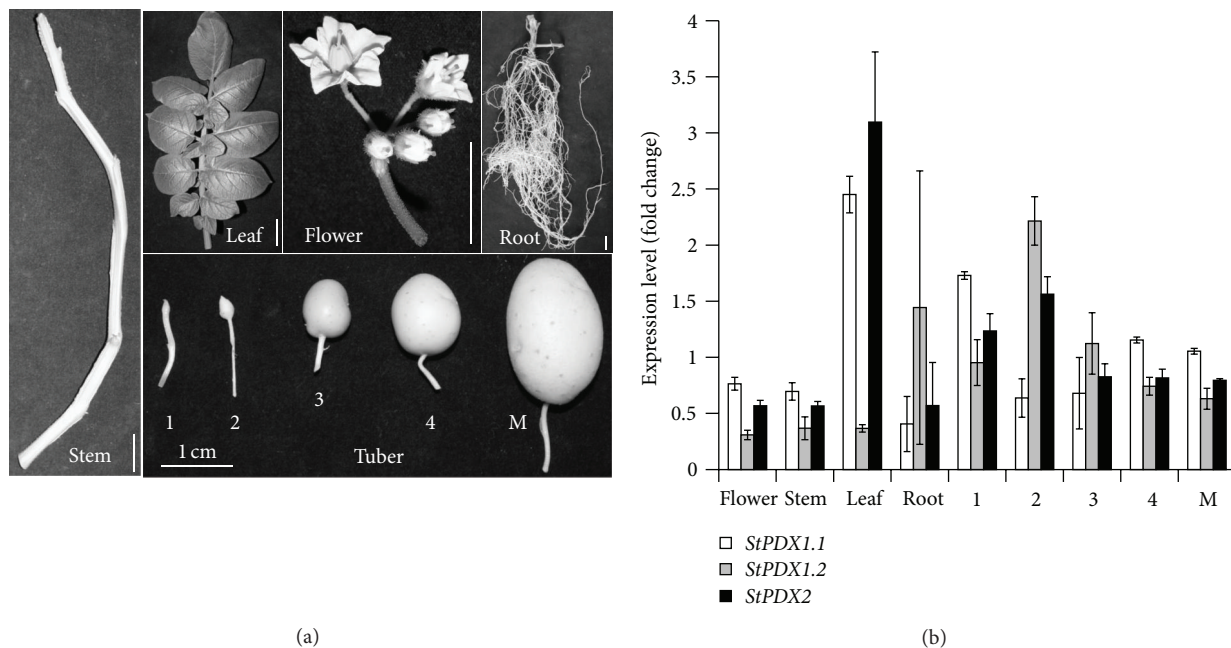 Stem
Leaf
Flower
Root
1
2
3
4
M
1 cm
Tuber
(a)
Expression level (fold change)
4
3.5
3
2.5
2
1.5
1
0.5
0
Flower Stem Leaf Root 1 2 3 4 M
StPDX1.1
StPDX1.2
StPDX2
(b)